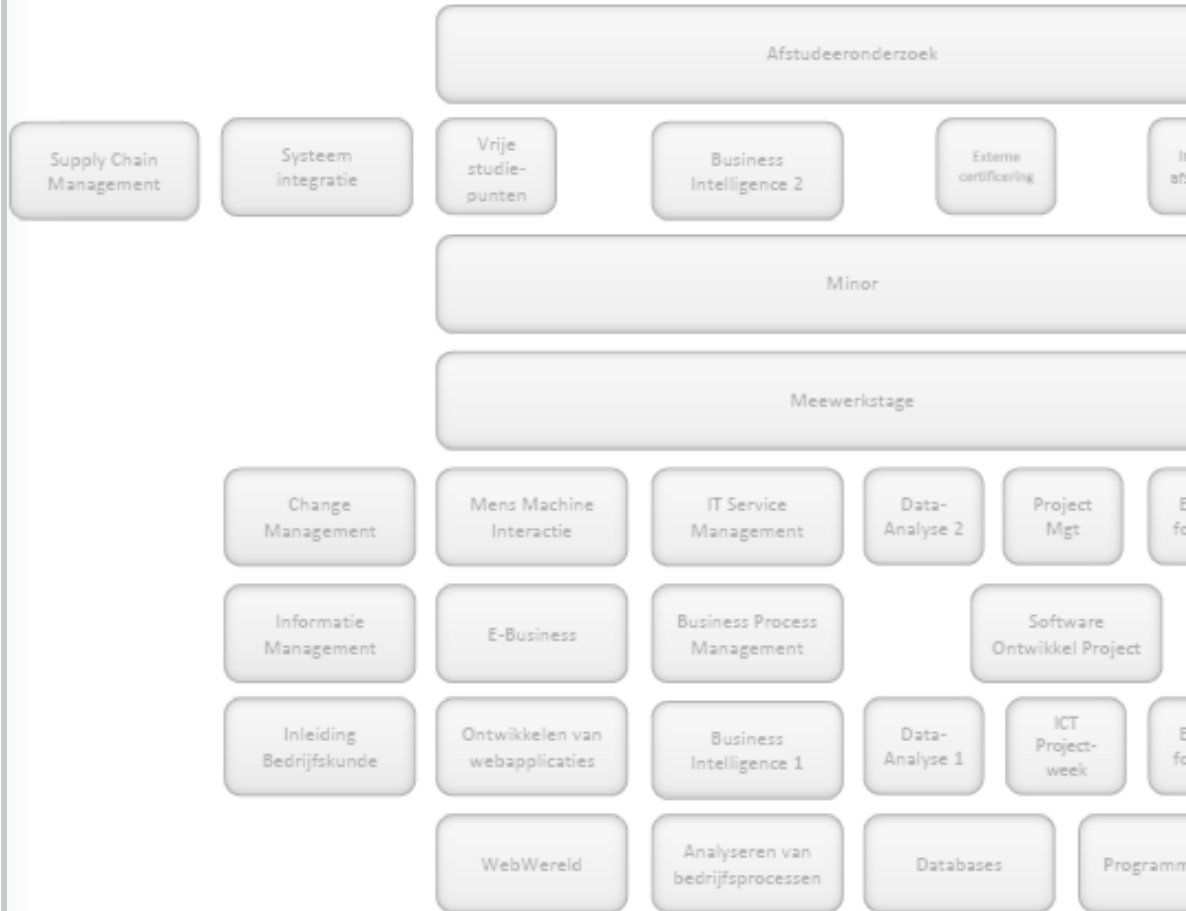 Afstudeeronderzoek
Supply Chain
Management
Systeem
integratie
Vrije
studie-
punten
Business
Intelligence 2
Externe
certificering
Minor
Meewerkstage
Change
Management
Mens Machine
Interactie
IT Service
Management
Data-
Analyse 2
Project
Mgt
Informatie
Management
E-Business
Business Process
Management
Software
Ontwikkel Project
Inleiding
Bedrijfskunde
Ontwikkelen van
webapplicaties
Business
Intelligence 1
Data-
Analyse 1
ICT
Project-
week
WebWereld
Analyseren van
bedrijfsprocessen
Databases
Programm